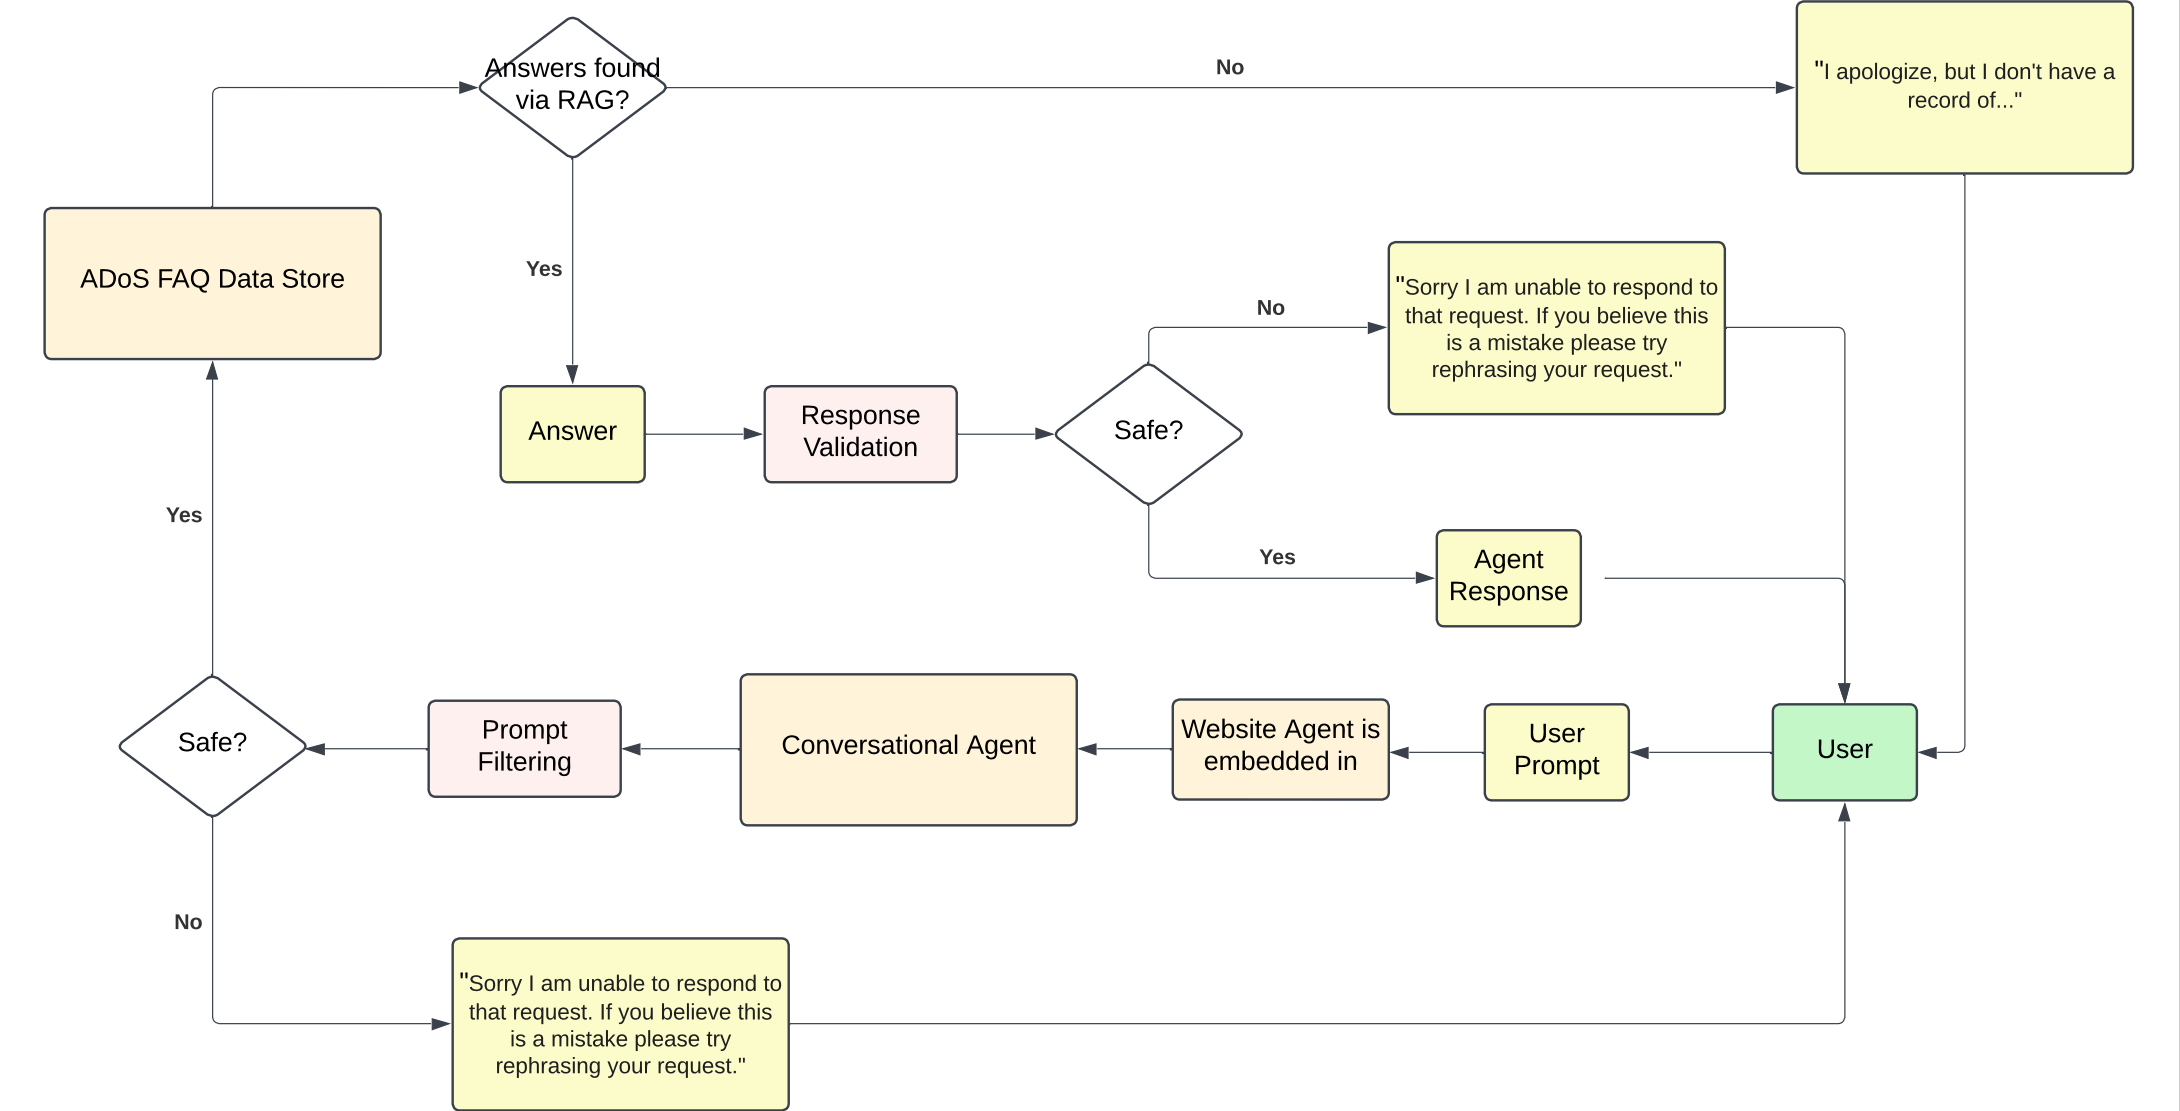 Answers found
via RAG?
No
"I apologize, but I don't have a
record of..."
ADoS FAQ Data Store
Yes
No
"Sorry I am unable to respond to
that request. If you believe this
is a mistake please try
rephrasing your request."
Answer
Response
Validation
Safe?
Yes
Yes
Agent
Response
Safe?
Prompt
Filtering
Conversational Agent
Website Agent is
embedded in
User
Prompt
User
No
"Sorry I am unable to respond to
that request. If you believe this
is a mistake please try
rephrasing your request."